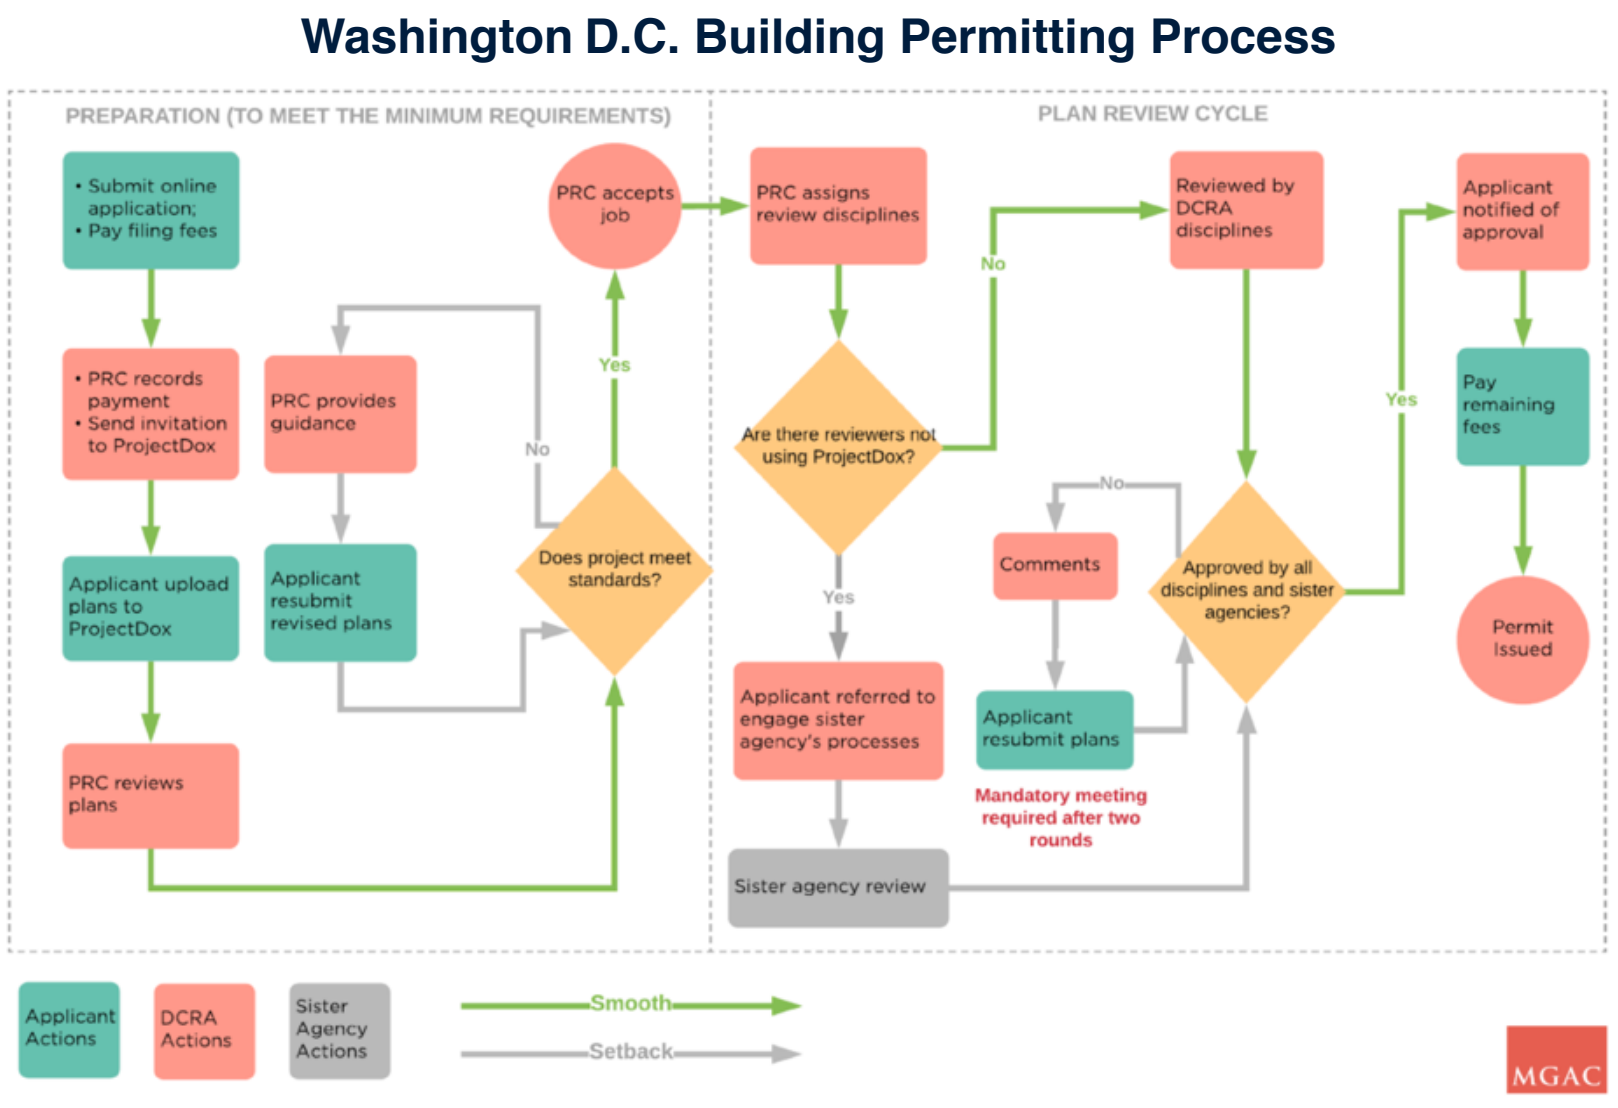 Washington D.C. Building Permitting Process
PREPARATION (TO MEET THE MINIMUM REQUIREMENTS)
• Submit online
application;
• Pay filing fees
• PRC records
payment
• Send invitation
to ProjectDox
Applicant upload
plans to
ProjectDox
PRC reviews
plans
PRC provides
guidance
Applicant
resubmit
revised plans
No
Does project meet
standards?
Yes
PRC accepts
job
PLAN REVIEW CYCLE
PRC assigns
review disciplines
Are there reviewers not
using ProjectDox?
No
Yes
Applicant referred to
engage sister
agency's processes
Sister agency review
Reviewed by
DCRA
disciplines
Approved by all
disciplines and sister
agencies?
No
Comments
Applicant
resubmit plans
Mandatory meeting
required after two
rounds
Yes
Applicant
notified of
approval
Pay
remaining
fees
Permit
Issued
Applicant
Actions
DCRA
Actions
Sister
Agency
Actions
Smooth
Setback
MGAC